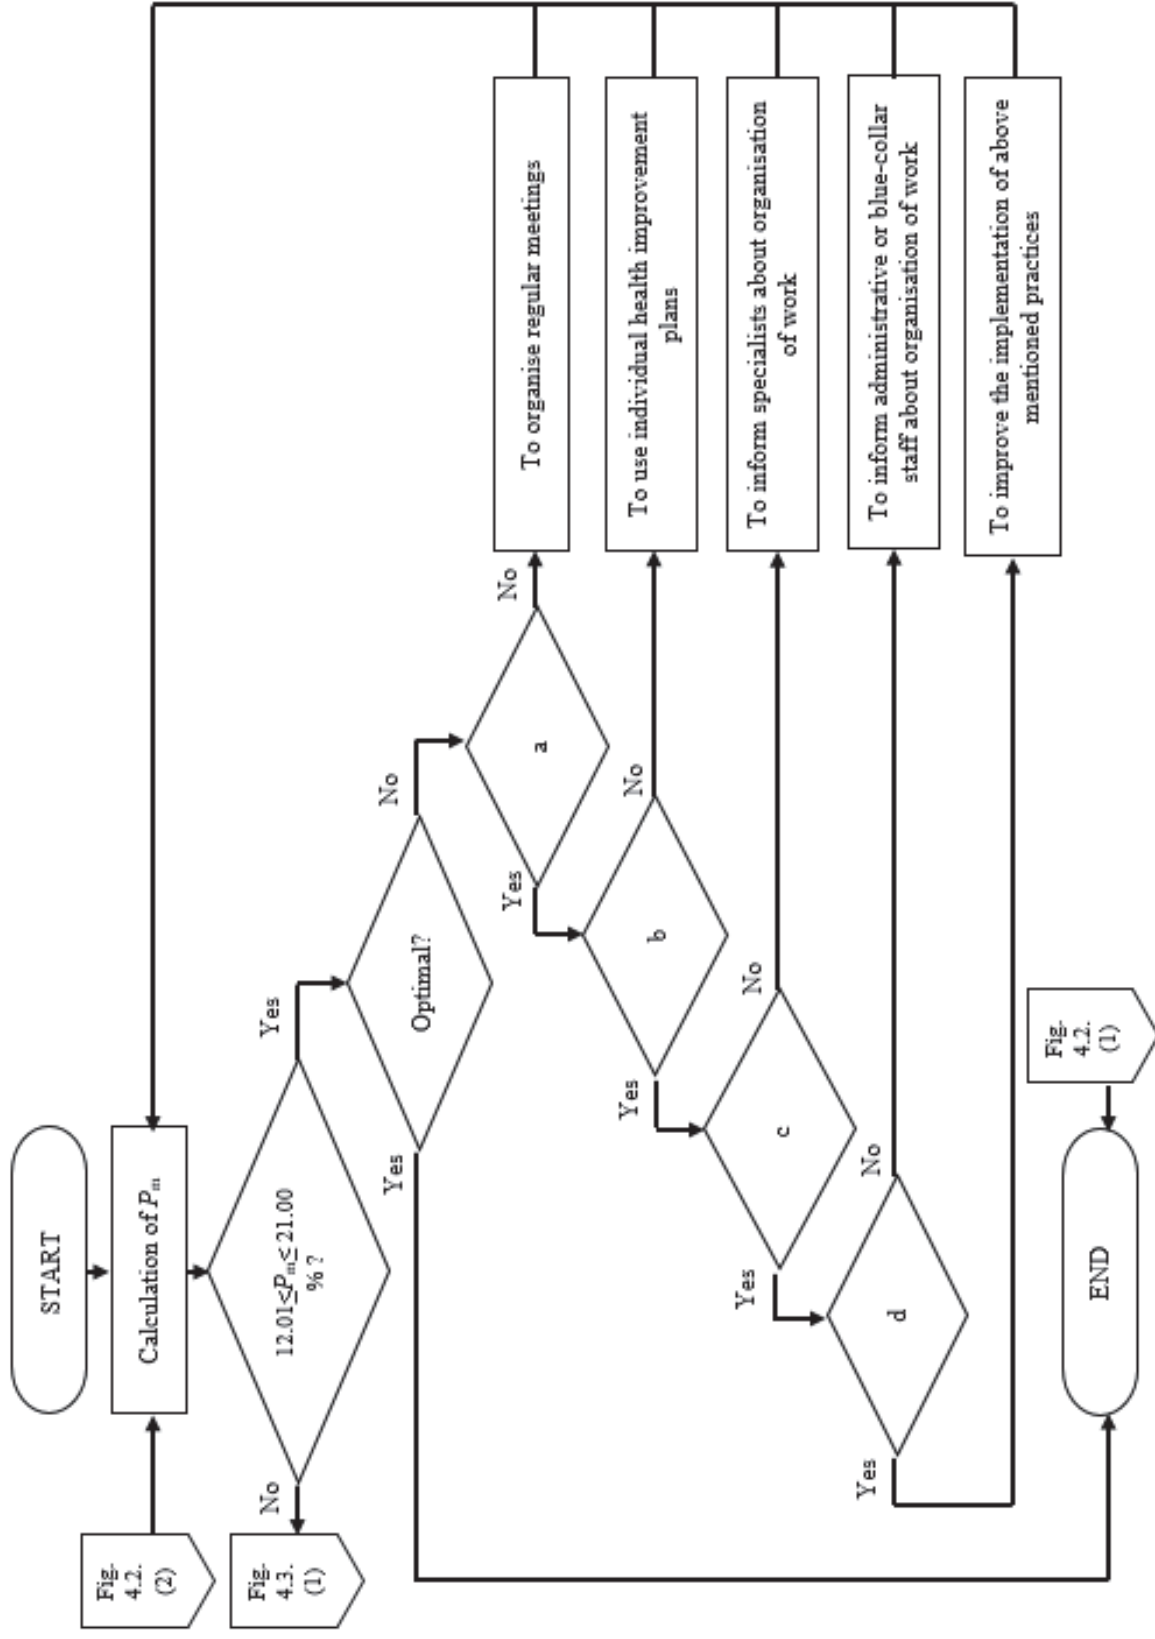 START
Fig.
4.2.
(2)
Calculation of Pm
Fig.
4.3.
(1)
No
12.01≤Pm≤ 21.00
% ?
Yes
Yes
Optimal?
No
Yes
a
No
To organise regular meetings
Yes
b
No
To use individual health improvement
plans
Yes
c
No
To inform specialists about organisation
of work
Yes
d
No
To inform administrative or blue-collar
staff about organisation of work
To improve the implementation of above
mentioned practices
END
Fig.
4.2.
(1)